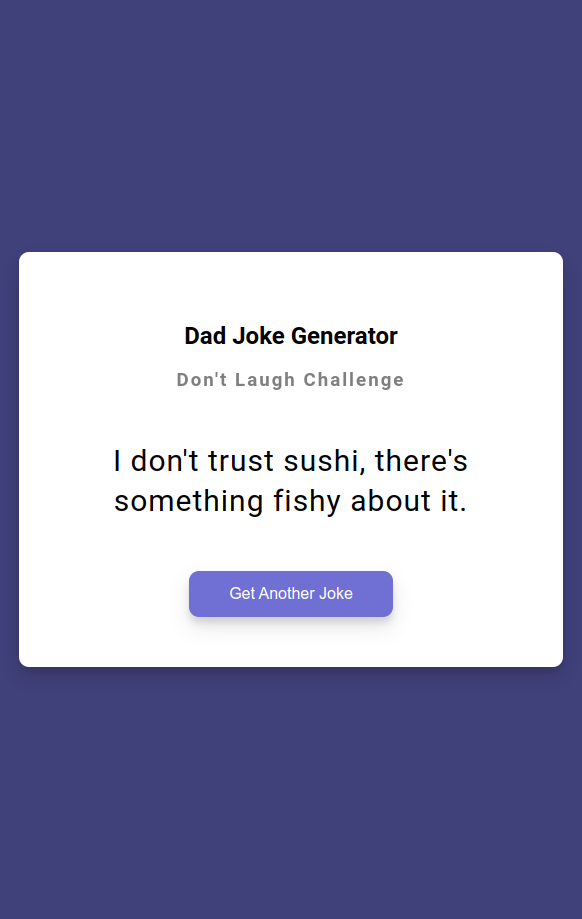 Dad Joke Generator
Don't Laugh Challenge
I don't trust sushi, there's
something fishy about it.
Get Another Joke